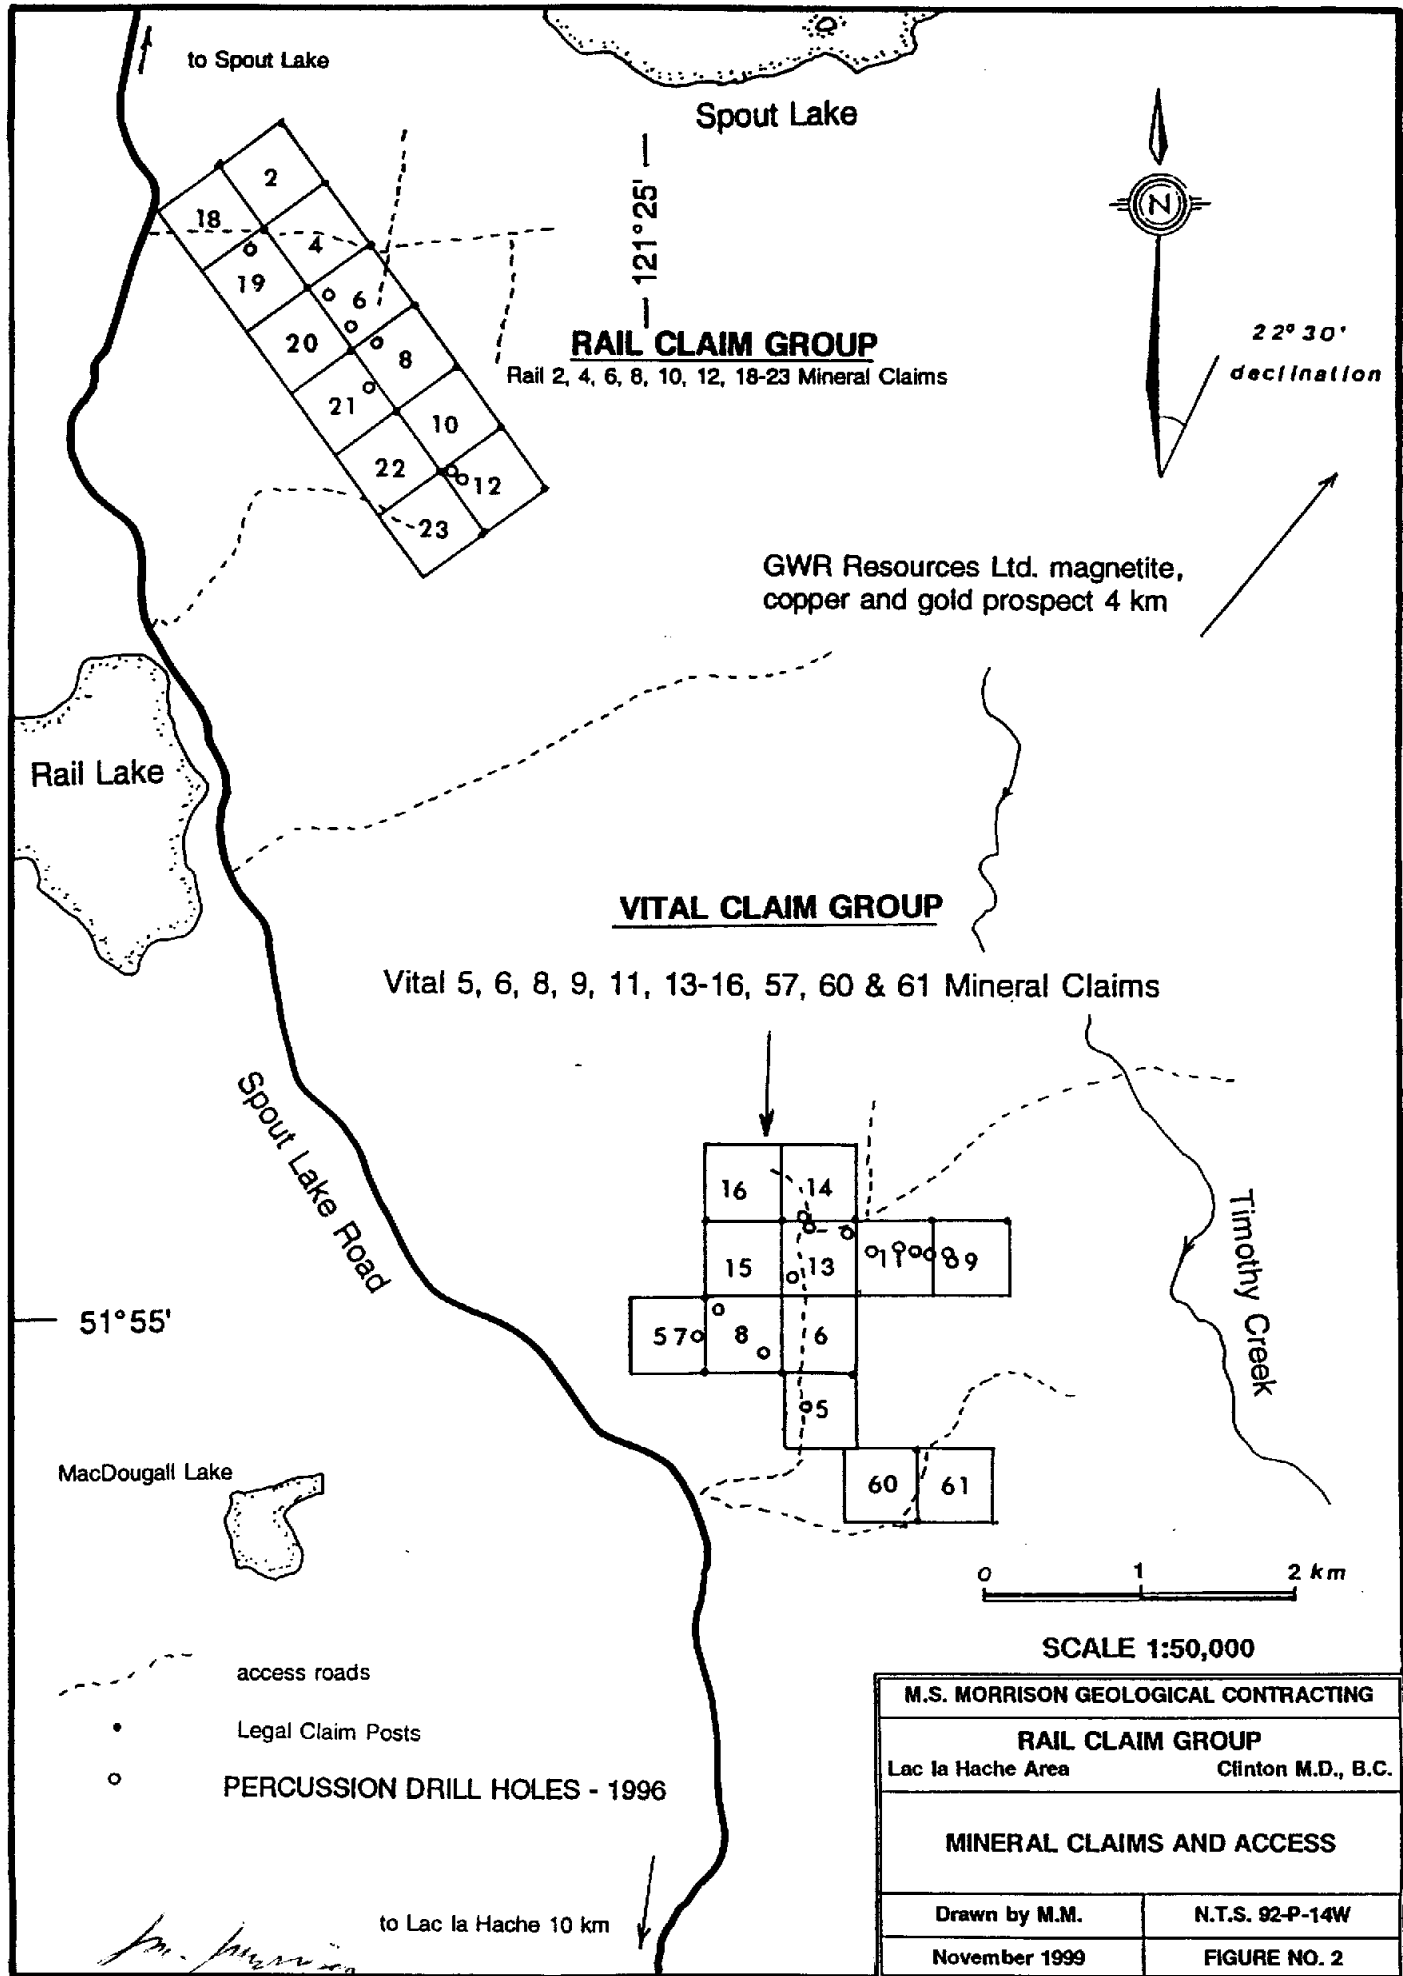 to Spout Lake
Spout Lake
121°25'
N
22° 30'
declination
2
18
4
19
6
20
8
21
10
22
12
23
RAIL CLAIM GROUP
Rail 2, 4, 6, 8, 10, 12, 18-23 Mineral Claims
GWR Resources Ltd. magnetite,
copper and gold prospect 4 km
Rail Lake
VITAL CLAIM GROUP
Vital 5, 6, 8, 9, 11, 13-16, 57, 60 & 61 Mineral Claims
Spout Lake Road
16
14
15
13
11
9
57
8
6
5
60
61
Timothy Creek
51°55'
MacDougall Lake
0 1 2 km
SCALE 1:50,000
access roads
Legal Claim Posts
PERCUSSION DRILL HOLES - 1996
to Lac la Hache 10 km
M.S. MORRISON GEOLOGICAL CONTRACTING
RAIL CLAIM GROUP
Lac la Hache Area Clinton M.D., B.C.
MINERAL CLAIMS AND ACCESS
Drawn by M.M. N.T.S. 92-P-14W
November 1999 FIGURE NO. 2